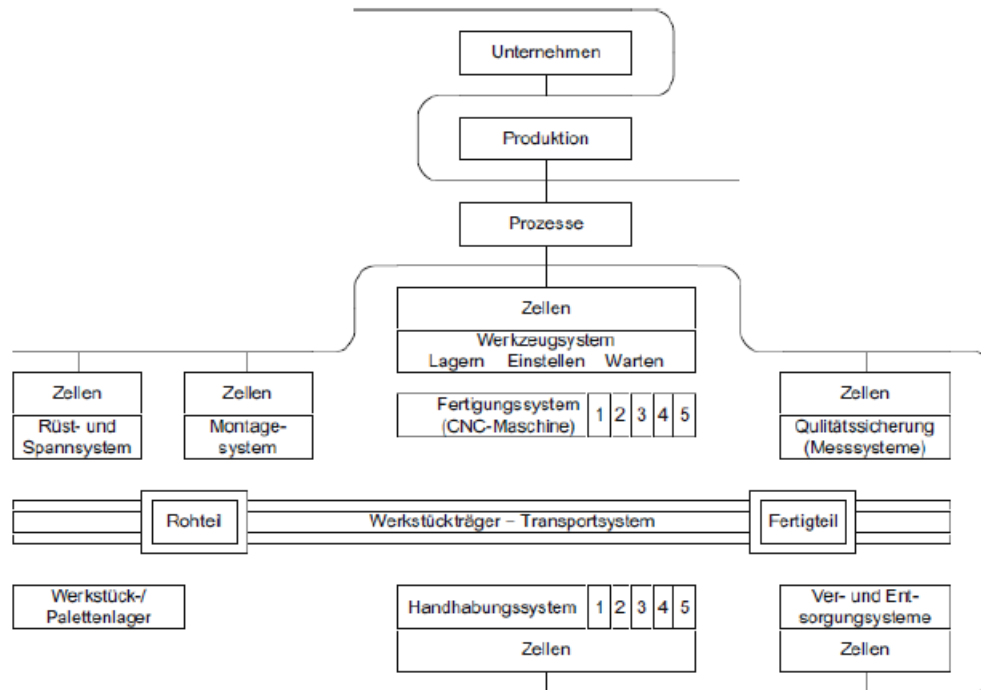 Unternehmen
Produktion
Prozesse
Zellen
Werkzeugsystem
Lagern Einstellen Warten
Zellen
Rüst- und
Spannsystem
Zellen
Montage-
system
Fertigungssystem
(CNC-Maschine)
1 2 3 4 5
Zellen
Qulitätssicherung
(Messsysteme)
Rohteil
Werkstückträger – Transportsystem
Fertigteil
Werkstück-/
Palettenlager
Handhabungssystem 1 2 3 4 5
Zellen
Ver- und Ent-
sorgungsysteme
Zellen